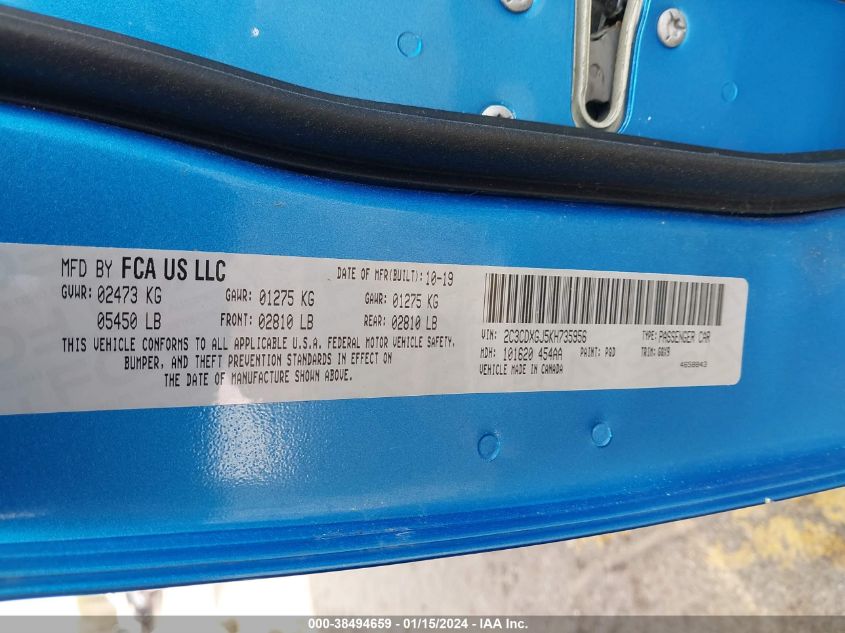 MFD BY FCA US LLC DATE OF MFR(BUILT): 10-19
GVWR: 02473 KG GAWR: 01275 KG GAWR: 01275 KG
05450 LB FRONT: 02810 LB REAR: 02810 LB
THIS VEHICLE CONFORMS TO ALL APPLICABLE U.S.A. FEDERAL MOTOR VEHICLE SAFETY,
BUMPER, AND THEFT PREVENTION STANDARDS IN EFFECT ON
THE DATE OF MANUFACTURE SHOWN ABOVE.
VIN: 2C3CDXGJ5KH735956 TYPE: PASSENGER CAR
MDH: 101620 454AA PAINT: PQD TRIM: GGX9
VEHICLE MADE IN CANADA 4658843
000-38494659 - 01/15/2024 - IAA Inc.